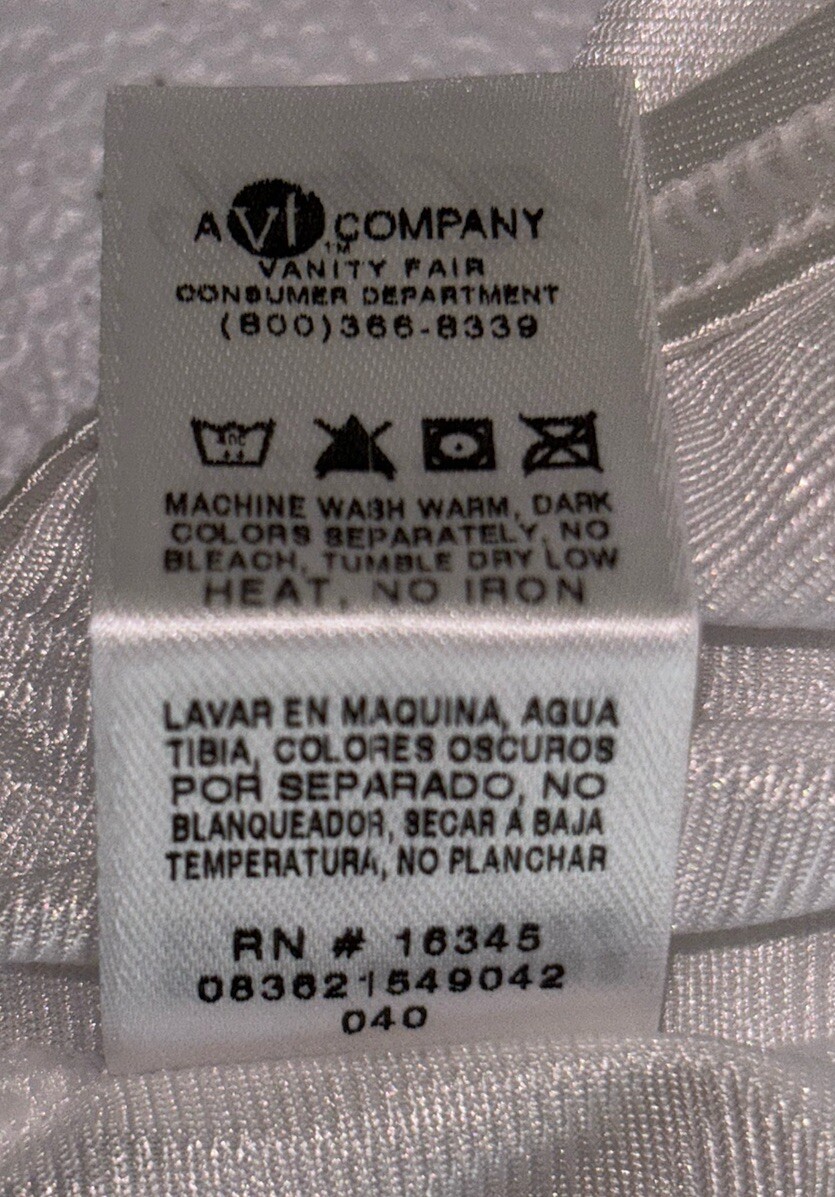 A vf COMPANY
TM
VANITY FAIR
CONSUMER DEPARTMENT
(800)366-8339
MACHINE WASH WARM, DARK
COLORS SEPARATELY, NO
BLEACH, TUMBLE DRY LOW
HEAT, NO IRON
LAVAR EN MAQUINA, AGUA
TIBIA, COLORES OSCUROS
POR SEPARADO, NO
BLANQUEADOR, SECAR A BAJA
TEMPERATURA, NO PLANCHAR
RN # 16345
083621549042
040